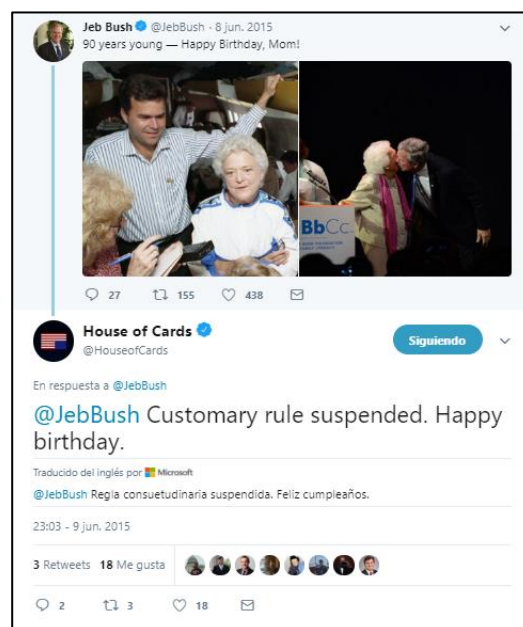 Jeb Bush @JebBush · 8 jun. 2015
90 years young — Happy Birthday, Mom!
BbCc
27 155 438
House of Cards
@HouseofCards
Siguiendo
En respuesta a @JebBush
@JebBush Customary rule suspended. Happy
birthday.
Traducido del inglés por Microsoft
@JebBush Regla consuetudinaria suspendida. Feliz cumpleaños.
23:03 - 9 jun. 2015
3 Retweets 18 Me gusta
2 3 18